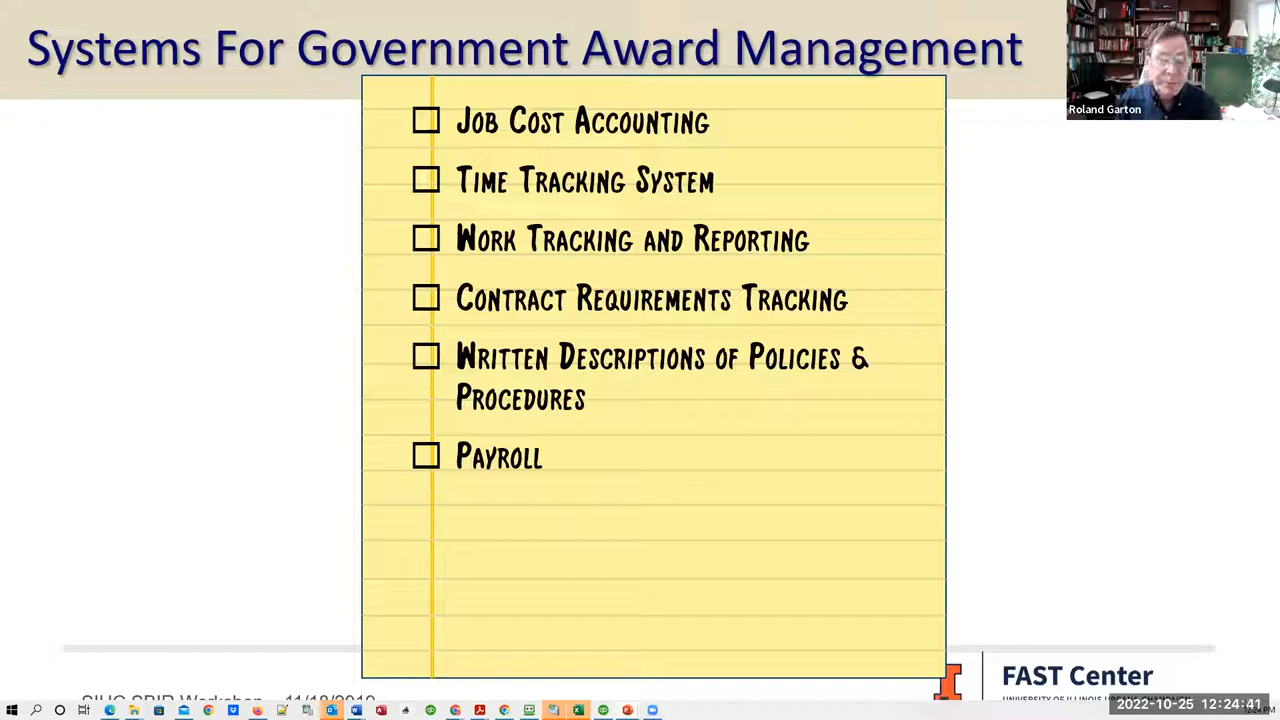 Systems For Government Award Management
Roland Garton
Job Cost Accounting
Time Tracking System
Work Tracking and Reporting
Contract Requirements Tracking
Written Descriptions of Policies &
Procedures
Payroll
FAST Center
2022-10-25 12:24:41